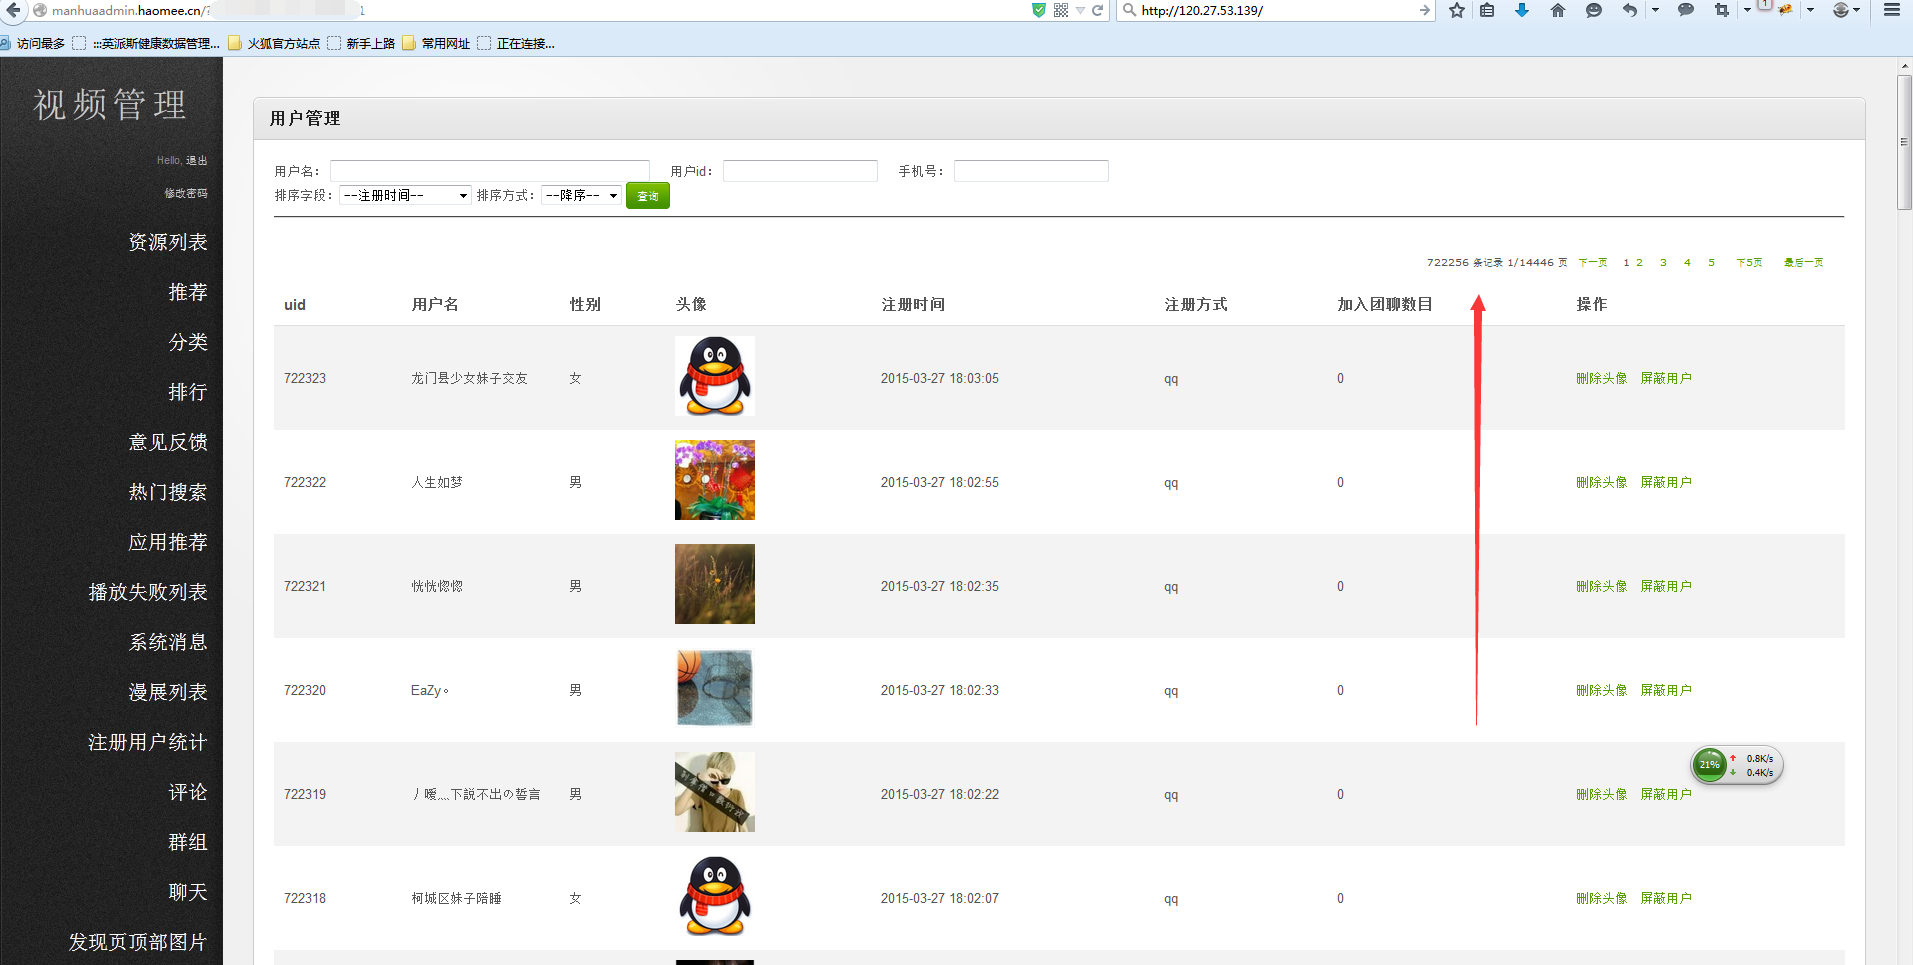 manhuaadmin.haomee.cn/?
1
http://120.27.53.139/
1
访问最多 :::英派斯健康数据管理... 火狐官方站点 新手上路 常用网址 正在连接...
视频管理
Hello, 退出
修改密码
资源列表
推荐
分类
排行
意见反馈
热门搜索
应用推荐
播放失败列表
系统消息
漫展列表
注册用户统计
评论
群组
聊天
发现页顶部图片
用户管理
用户名： 用户id： 手机号：
排序字段： --注册时间-- 排序方式： --降序-- 查询
722256 条记录 1/14446 页 下一页 1 2 3 4 5 下5页 最后一页
uid 用户名 性别 头像 注册时间 注册方式 加入团聊数目 操作
722323 龙门县少女妹子交友 女 2015-03-27 18:03:05 qq 0 删除头像 屏蔽用户
722322 人生如梦 男 2015-03-27 18:02:55 qq 0 删除头像 屏蔽用户
722321 恍恍惚惚 男 2015-03-27 18:02:35 qq 0 删除头像 屏蔽用户
722320 EaZy。 男 2015-03-27 18:02:33 qq 0 删除头像 屏蔽用户
722319 丿嗳灬下説不出の誓言 男 2015-03-27 18:02:22 qq 0 删除头像 屏蔽用户
722318 柯城区妹子陪睡 女 2015-03-27 18:02:07 qq 0 删除头像 屏蔽用户
21% 0.8K/s
0.4K/s